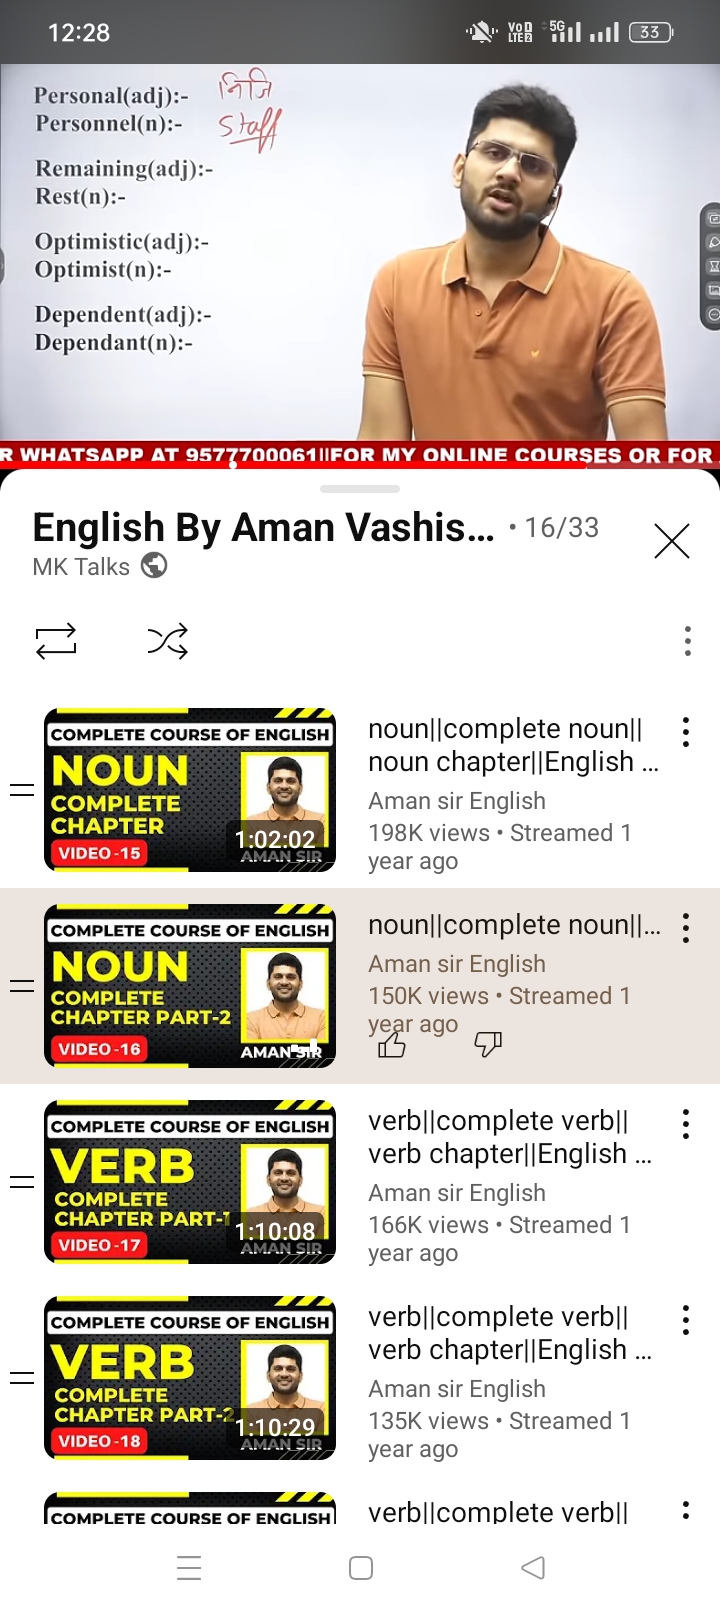 12:28
VoD LTE2 5G 33
Personal(adj):- निजि
Personnel(n):- Staff
Remaining(adj):-
Rest(n):-
Optimistic(adj):-
Optimist(n):-
Dependent(adj):-
Dependant(n):-
R WHATSAPP AT 9577700061||FOR MY ONLINE COURSES OR FOR
English By Aman Vashis... • 16/33
MK Talks
COMPLETE COURSE OF ENGLISH
NOUN
COMPLETE
CHAPTER
1:02:02
VIDEO -15
AMAN SIR
noun||complete noun||
noun chapter||English ...
Aman sir English
198K views • Streamed 1
year ago
COMPLETE COURSE OF ENGLISH
NOUN
COMPLETE
CHAPTER PART-2
VIDEO -16
AMAN SIR
noun||complete noun||...
Aman sir English
150K views • Streamed 1
year ago
COMPLETE COURSE OF ENGLISH
VERB
COMPLETE
CHAPTER PART-1
1:10:08
VIDEO -17
AMAN SIR
verb||complete verb||
verb chapter||English ...
Aman sir English
166K views • Streamed 1
year ago
COMPLETE COURSE OF ENGLISH
VERB
COMPLETE
CHAPTER PART-2
1:10:29
VIDEO -18
AMAN SIR
verb||complete verb||
verb chapter||English ...
Aman sir English
135K views • Streamed 1
year ago
COMPLETE COURSE OF ENGLISH
verb||complete verb||